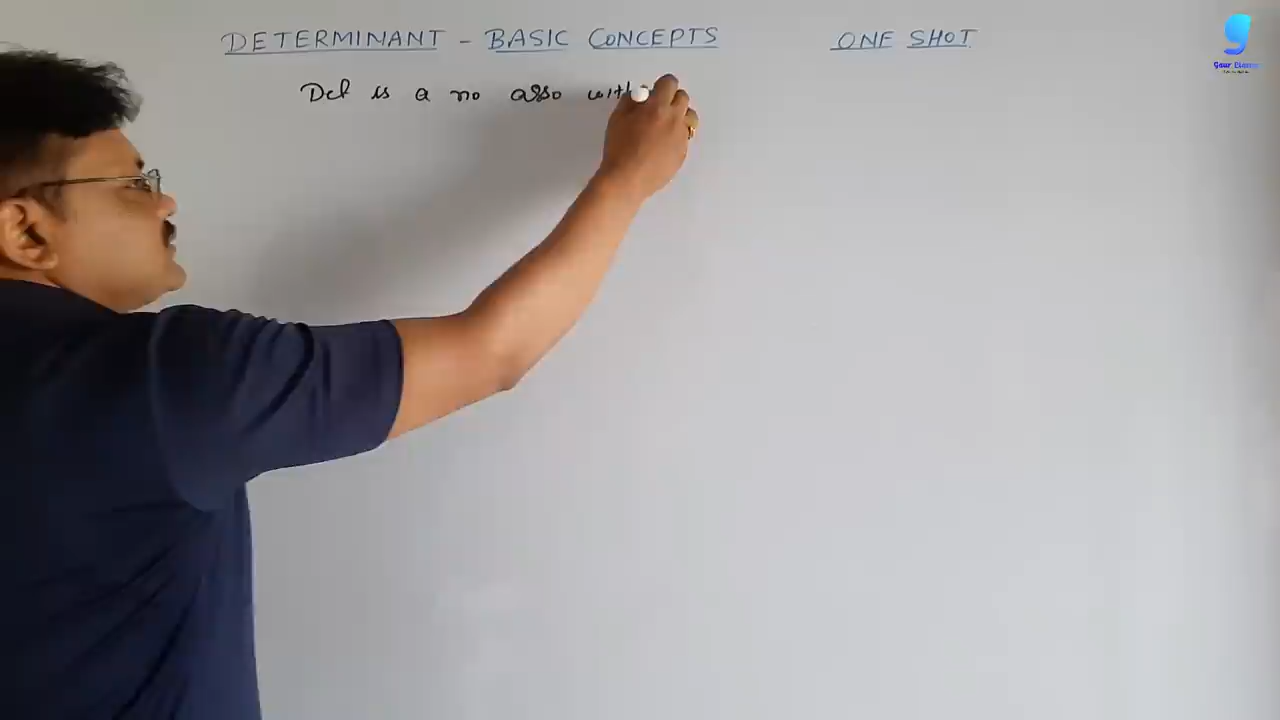 DETERMINANT - BASIC CONCEPTS ONE SHOT
Det is a no asso with